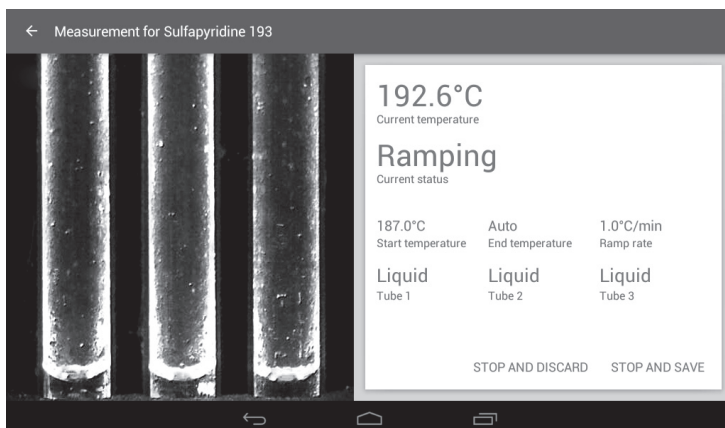 Measurement for Sulfapyridine 193
192.6°C
Current temperature
Ramping
Current status
187.0°C Auto 1.0°C/min
Start temperature End temperature Ramp rate
Liquid Liquid Liquid
Tube 1 Tube 2 Tube 3
STOP AND DISCARD STOP AND SAVE